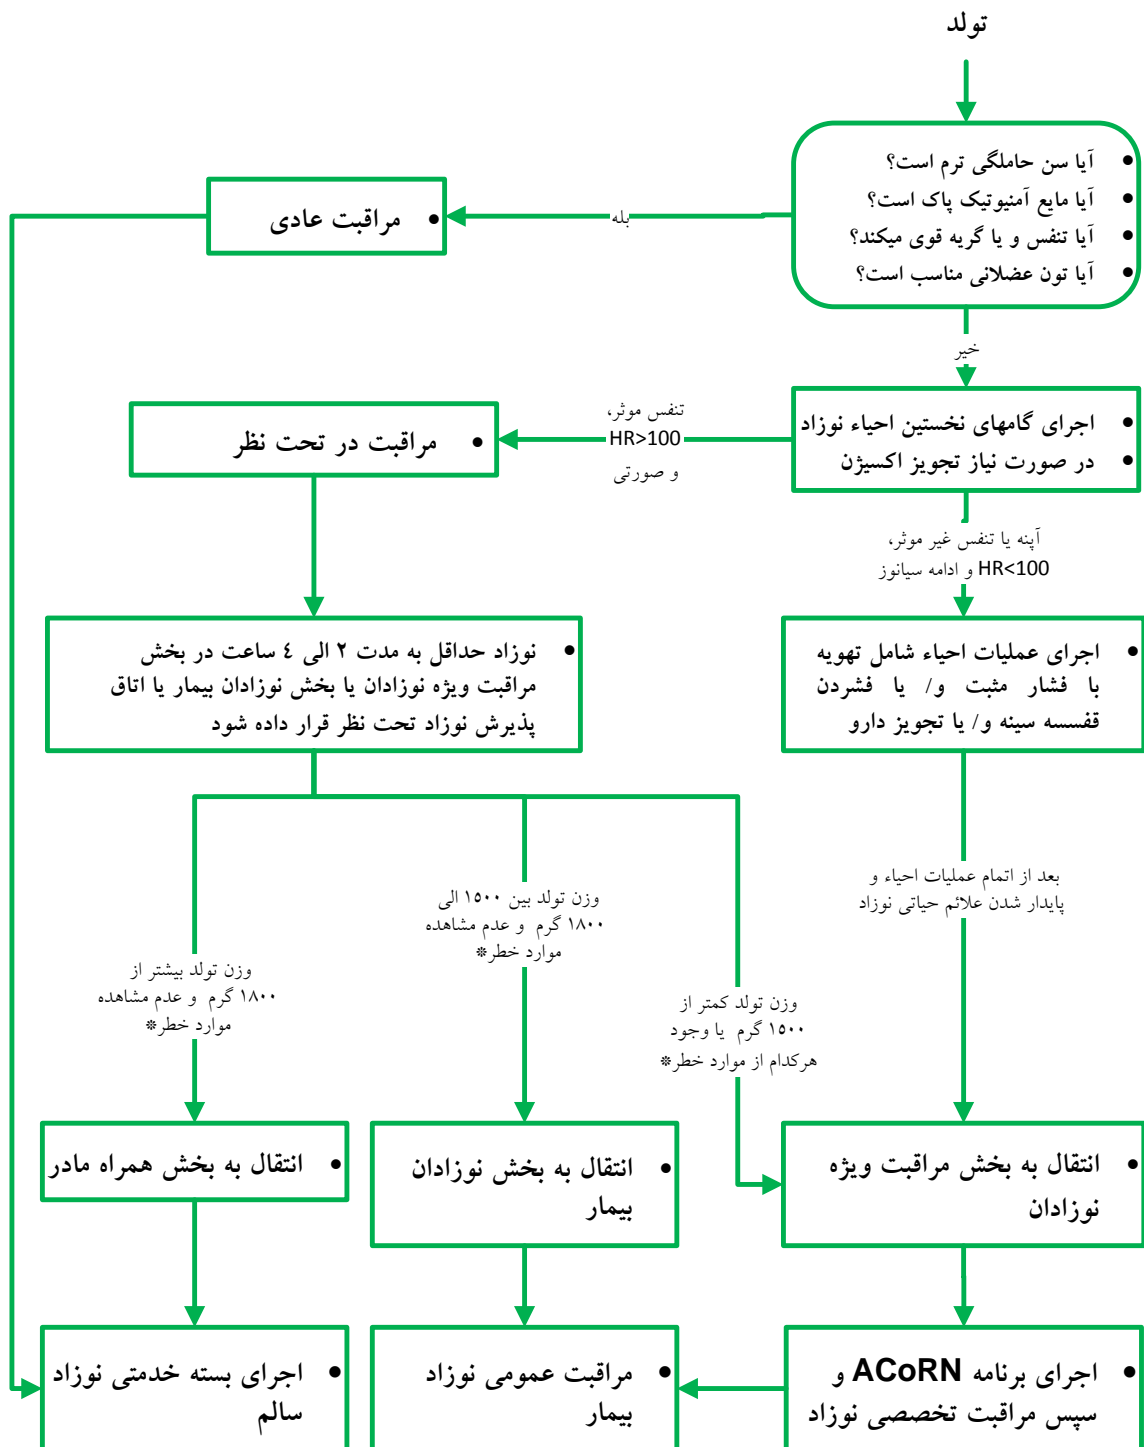 تولد
• آیا سن حاملگی ترم است؟
• آیا مایع آمنیوتیک پاک است؟
• آیا تنفس و یا گریه قوی میکند؟
• آیا تون عضلانی مناسب است؟
بله
• مراقبت عادی
خیر
• اجرای گامهای نخستین احیاء نوزاد
• در صورت نیاز تجویز اکسیژن
تنفس موثر،
HR>100
و صورتی
• مراقبت در تحت نظر
آپنه یا تنفس غیر موثر،
HR<100 و ادامه سیانوز
• اجرای عملیات احیاء شامل تهویه
با فشار مثبت و/ یا فشردن
قفسسه سینه و/ یا تجویز دارو
• نوزاد حداقل به مدت ۲ الی ٤ ساعت در بخش
مراقبت ویژه نوزادان یا بخش نوزادان بیمار یا اتاق
پذیرش نوزاد تحت نظر قرار داده شود
بعد از اتمام عملیات احیاء و
پایدار شدن علائم حیاتی نوزاد
وزن تولد کمتر از
۱٥۰۰ گرم یا وجود
هرکدام از موارد خطر*
وزن تولد بین ۱٥۰۰ الی
۱۸۰۰ گرم و عدم مشاهده
موارد خطر*
وزن تولد بیشتر از
۱۸۰۰ گرم و عدم مشاهده
موارد خطر*
• انتقال به بخش مراقبت ویژه
نوزادان
• انتقال به بخش نوزادان
بیمار
• انتقال به بخش همراه مادر
• اجرای برنامه ACoRN و
سپس مراقبت تخصصی نوزاد
• مراقبت عمومی نوزاد
بیمار
• اجرای بسته خدمتی نوزاد
سالم